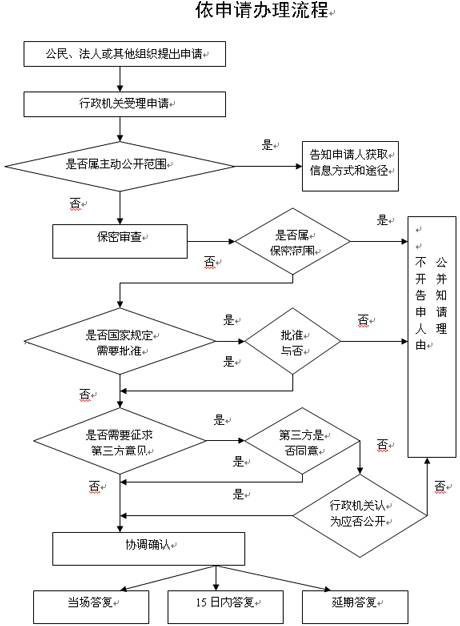 依申请办理流程
公民、法人或其他组织提出申请
行政机关受理申请
是否属主动公开范围
是
告知申请人获取
信息方式和途径
否
保密审查
否
是否属
保密范围
是
不公
开并
告知
申请
人理
由
是否国家规定
需要批准
是
是
批准
与否
否
否
是否需要征求
第三方意见
是
是
第三方是
否同意
否
否
是
行政机关认
为应否公开
否
协调确认
当场答复
15 日内答复
延期答复